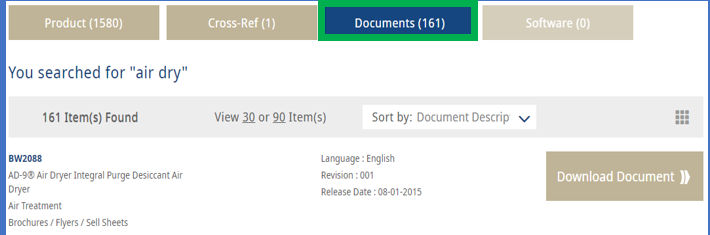 Product (1580)
Cross-Ref (1)
Documents (161)
Software (0)
You searched for "air dry"
161 Item(s) Found
View 30 or 90 Item(s)
Sort by: Document Descrip
BW2088
AD-9® Air Dryer Integral Purge Desiccant Air
Dryer
Air Treatment
Brochures / Flyers / Sell Sheets
Language : English
Revision : 001
Release Date : 08-01-2015
Download Document